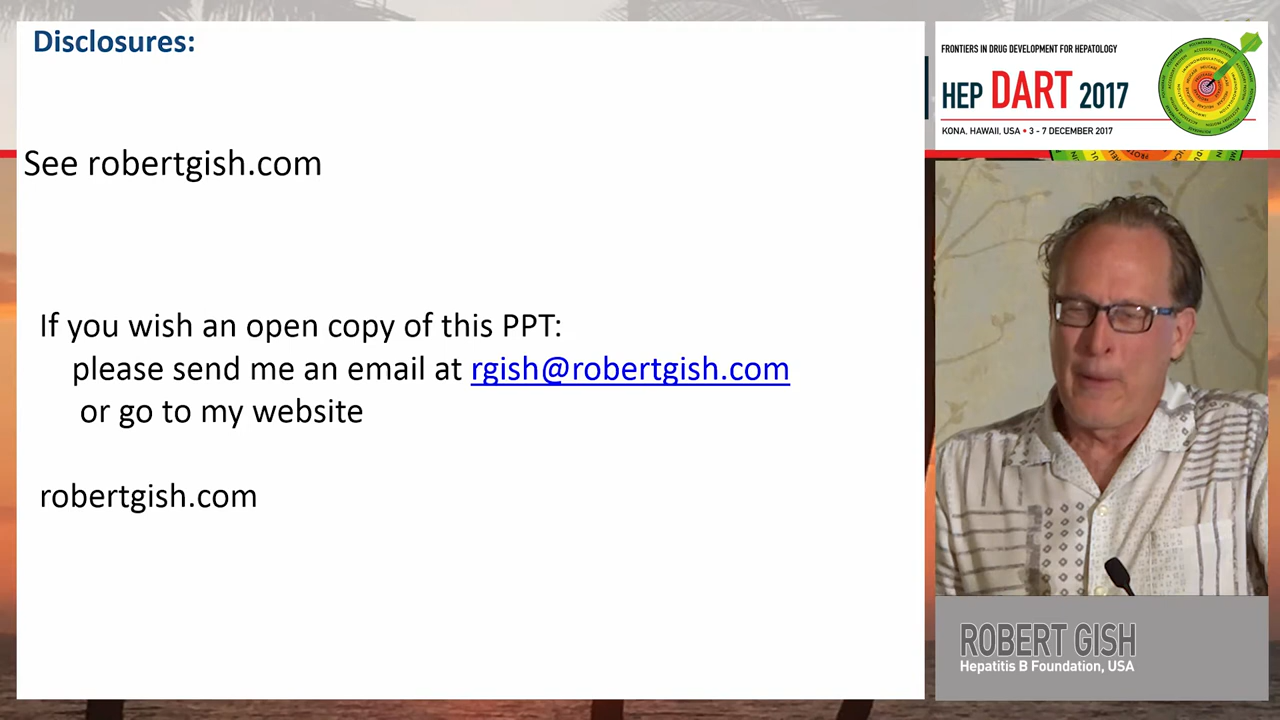 Disclosures:
See robertgish.com
If you wish an open copy of this PPT:
please send me an email at rgish@robertgish.com
or go to my website
robertgish.com
FRONTIERS IN DRUG DEVELOPMENT FOR HEPATOLOGY
HEP DART 2017
KONA, HAWAII, USA • 3 - 7 DECEMBER 2017
ROBERT GISH
Hepatitis B Foundation, USA